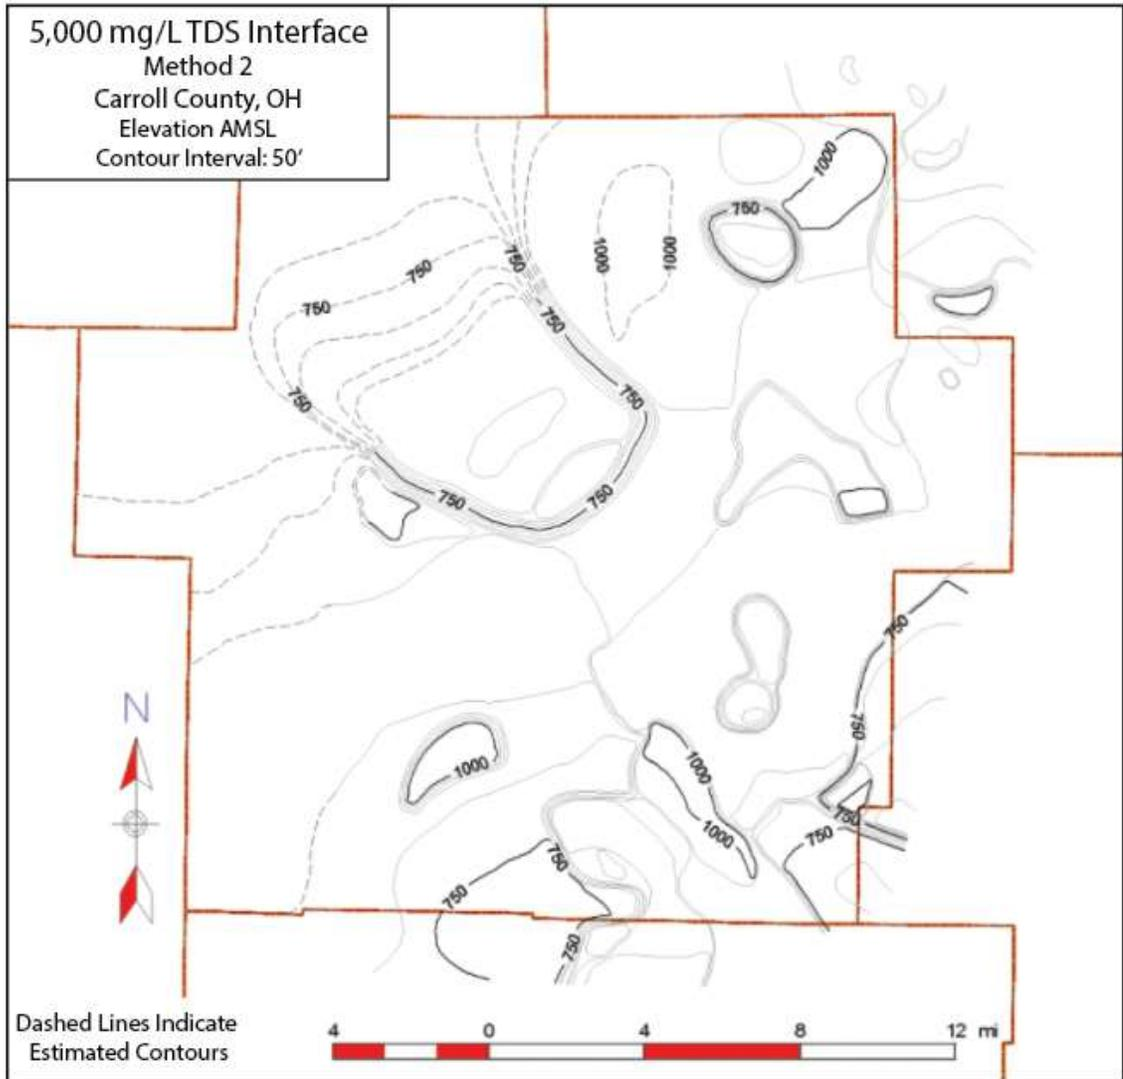 5,000 mg/L TDS Interface
Method 2
Carroll County, OH
Elevation AMSL
Contour Interval: 50'
1000
750
1000
1000
750
750
750
750
750
750
750
750
750
750
750
1000
1000
1000
750
750
750
750
750
N
Dashed Lines Indicate
Estimated Contours
4 0 4 8 12 mi